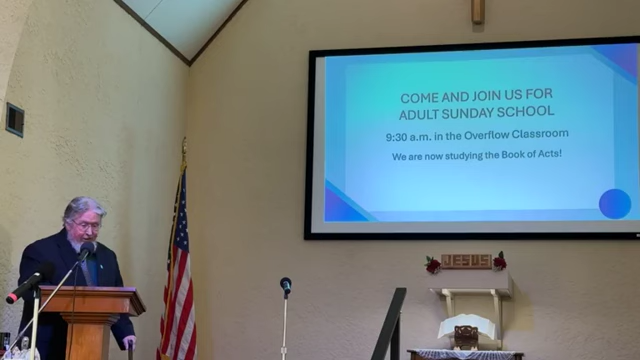 COME AND JOIN US FOR
ADULT SUNDAY SCHOOL
9:30 a.m. in the Overflow Classroom
We are now studying the Book of Acts!
JESUS